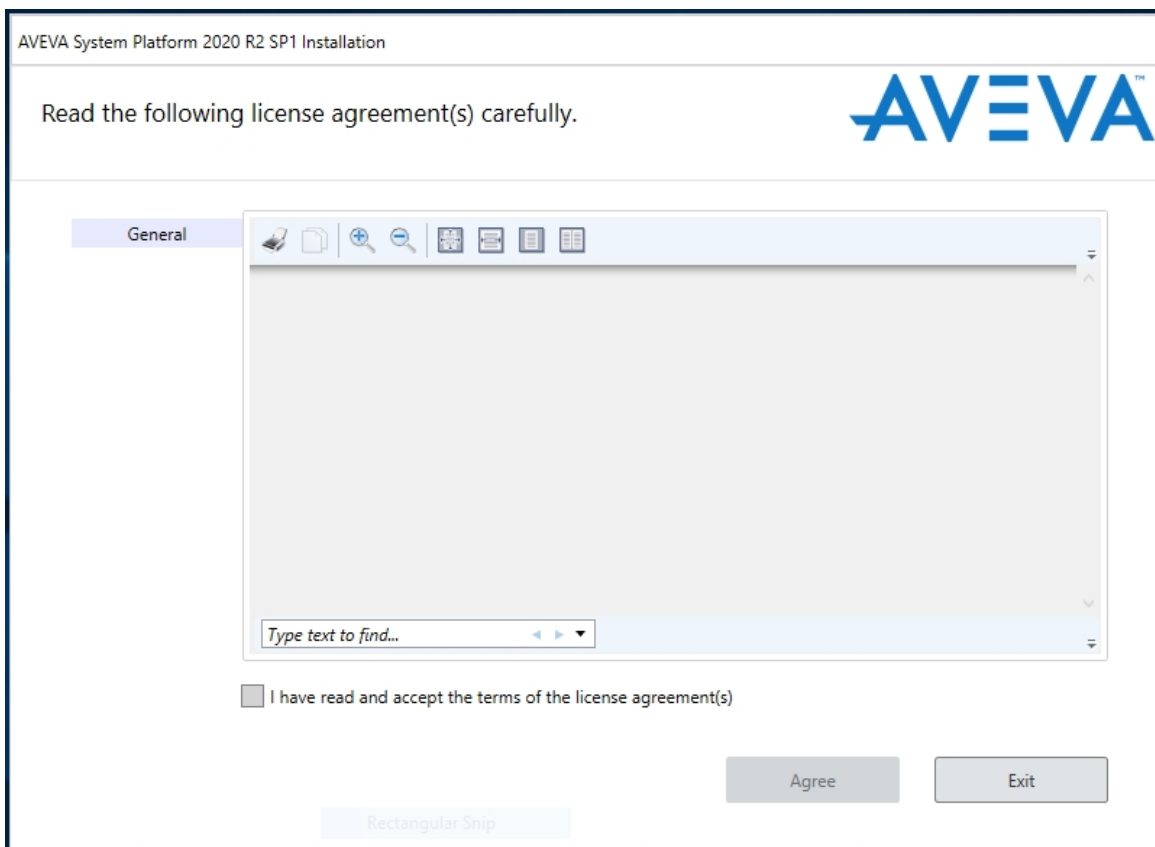 AVEVA System Platform 2020 R2 SP1 Installation
Read the following license agreement(s) carefully.
AVEVA™
General
Type text to find...
I have read and accept the terms of the license agreement(s)
Agree
Exit
Rectangular Snip